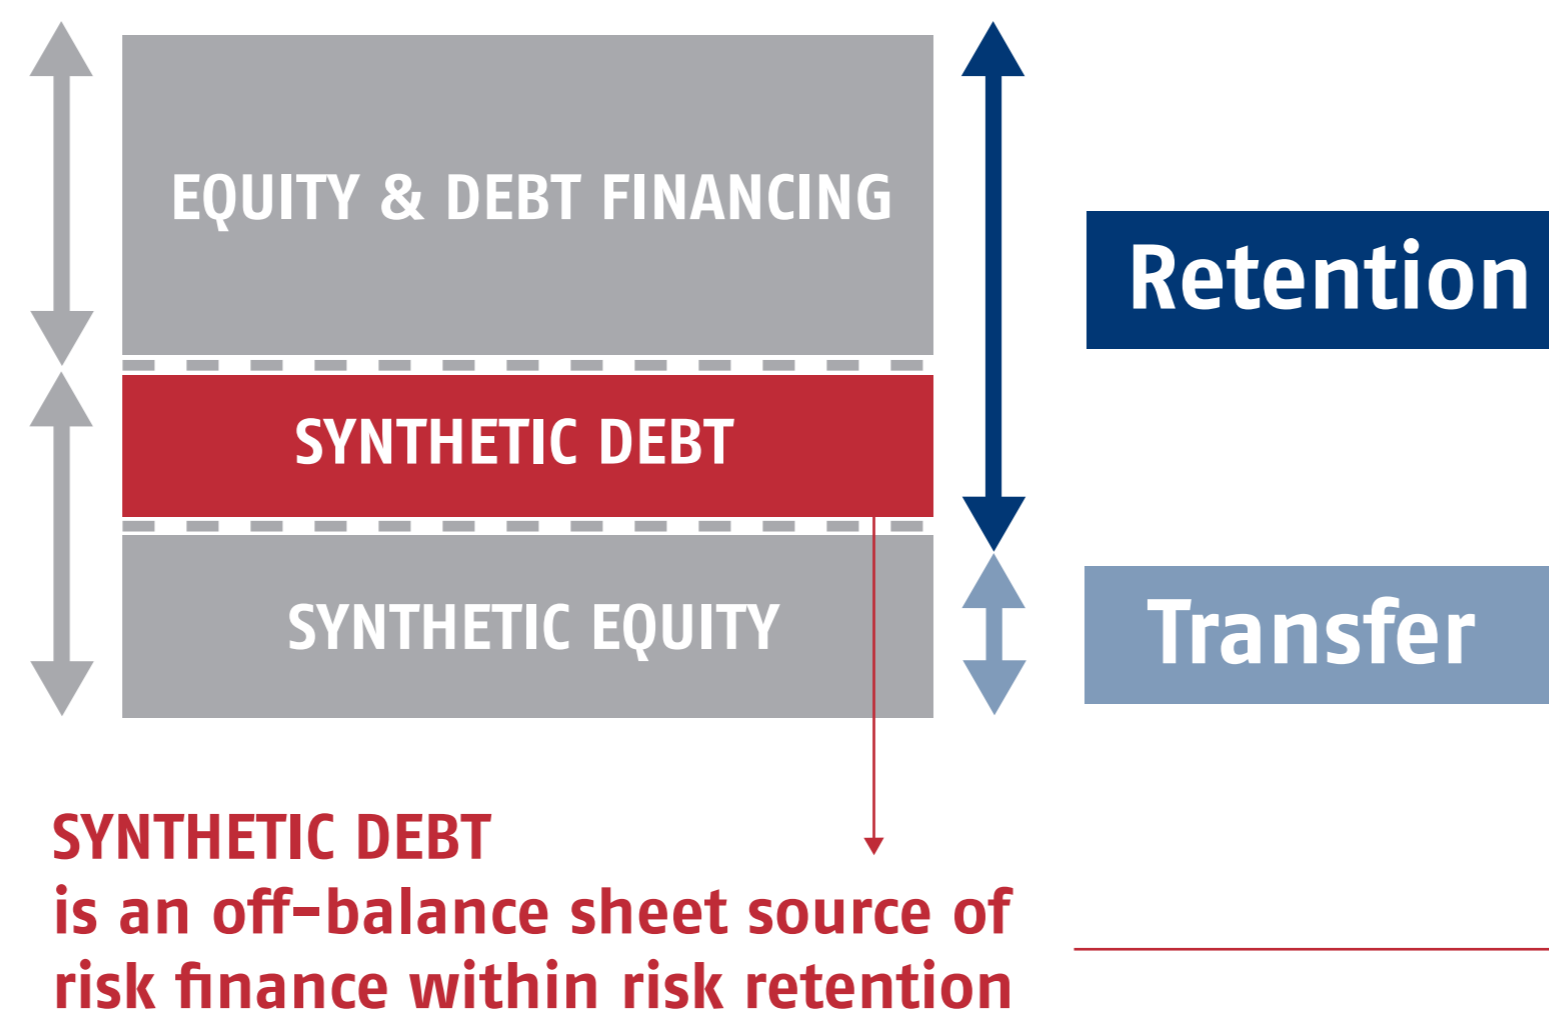 EQUITY & DEBT FINANCING
Retention
SYNTHETIC DEBT
SYNTHETIC EQUITY
Transfer
SYNTHETIC DEBT
is an off-balance sheet source of
risk finance within risk retention